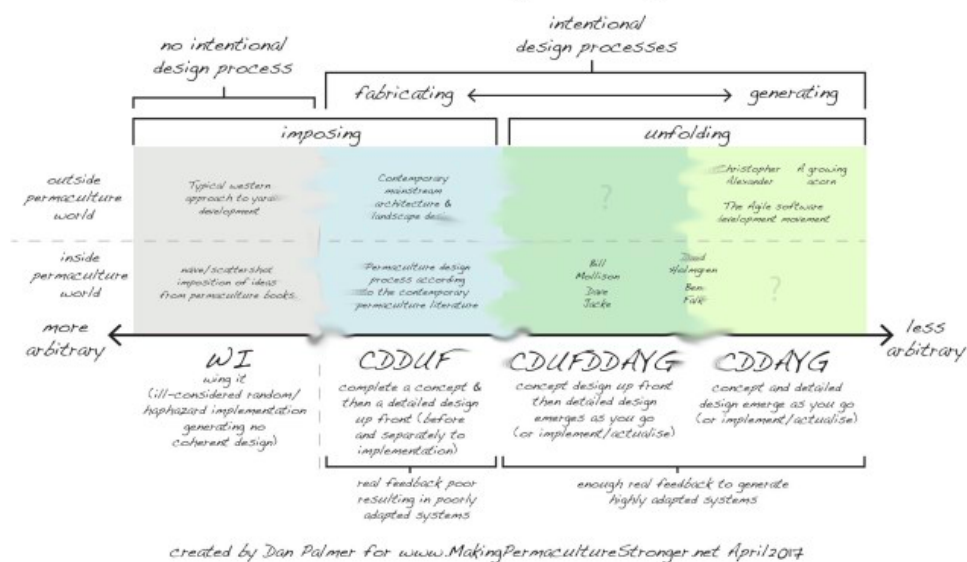 intentional
design processes
no intentional
design process
fabricating
generating
imposing
unfolding
outside
permaculture
world
Typical western
approach to yard
development
Contemporary
mainstream
architecture &
landscape
?
Christopher
Alexander
A growing
acorn
The Agile software
development movement
inside
permaculture
world
/scattershot
imposition of ideas
from permaculture books.
Permaculture design
process according
to the contemporary
permaculture literature
Bill
Mollison
Dave
Jacke
David
Holmgren
Ben
Falk
?
more
arbitrary
less
arbitrary
WI
wing it
(ill-considered random/
haphazard implementation
generating no
coherent design)
CDDUF
complete a concept &
then a detailed design
up front (before
and separately to
implementation)
CDUFDDAYG
concept design up front
then detailed design
emerges as you go
(or implement/actualise)
CDDAYG
concept and detailed
design emerge as you go
(or implement/actualise)
real feedback poor
resulting in poorly
adapted systems
enough real feedback to generate
highly adapted systems
created by Dan Palmer for www.MakingPermacultureStronger.net April 2017